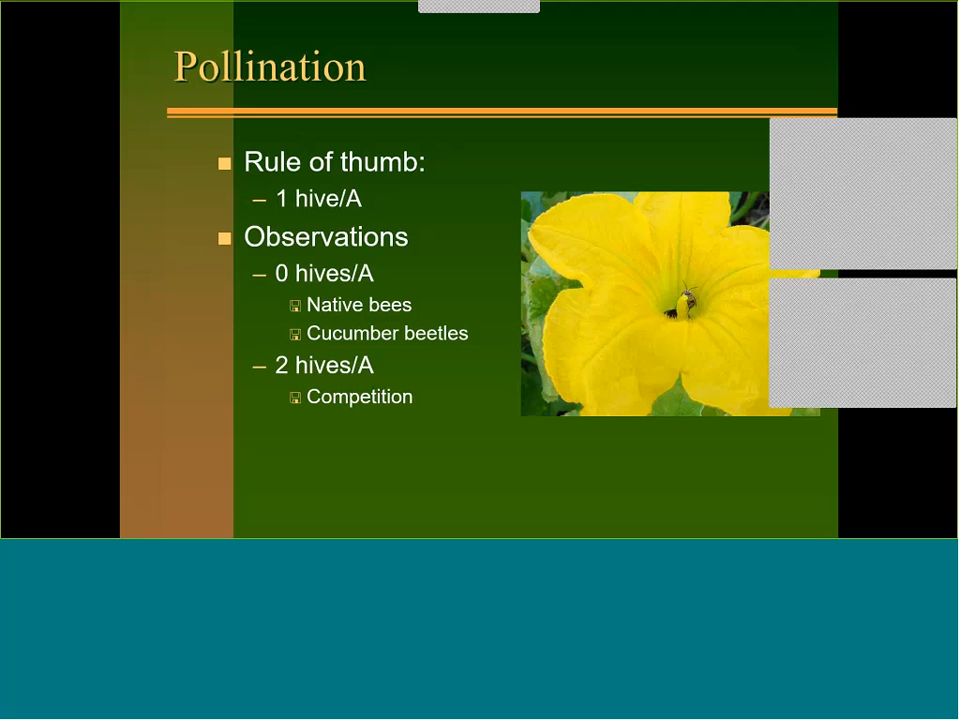 Pollination
Rule of thumb:
– 1 hive/A
Observations
– 0 hives/A
Native bees
Cucumber beetles
– 2 hives/A
Competition